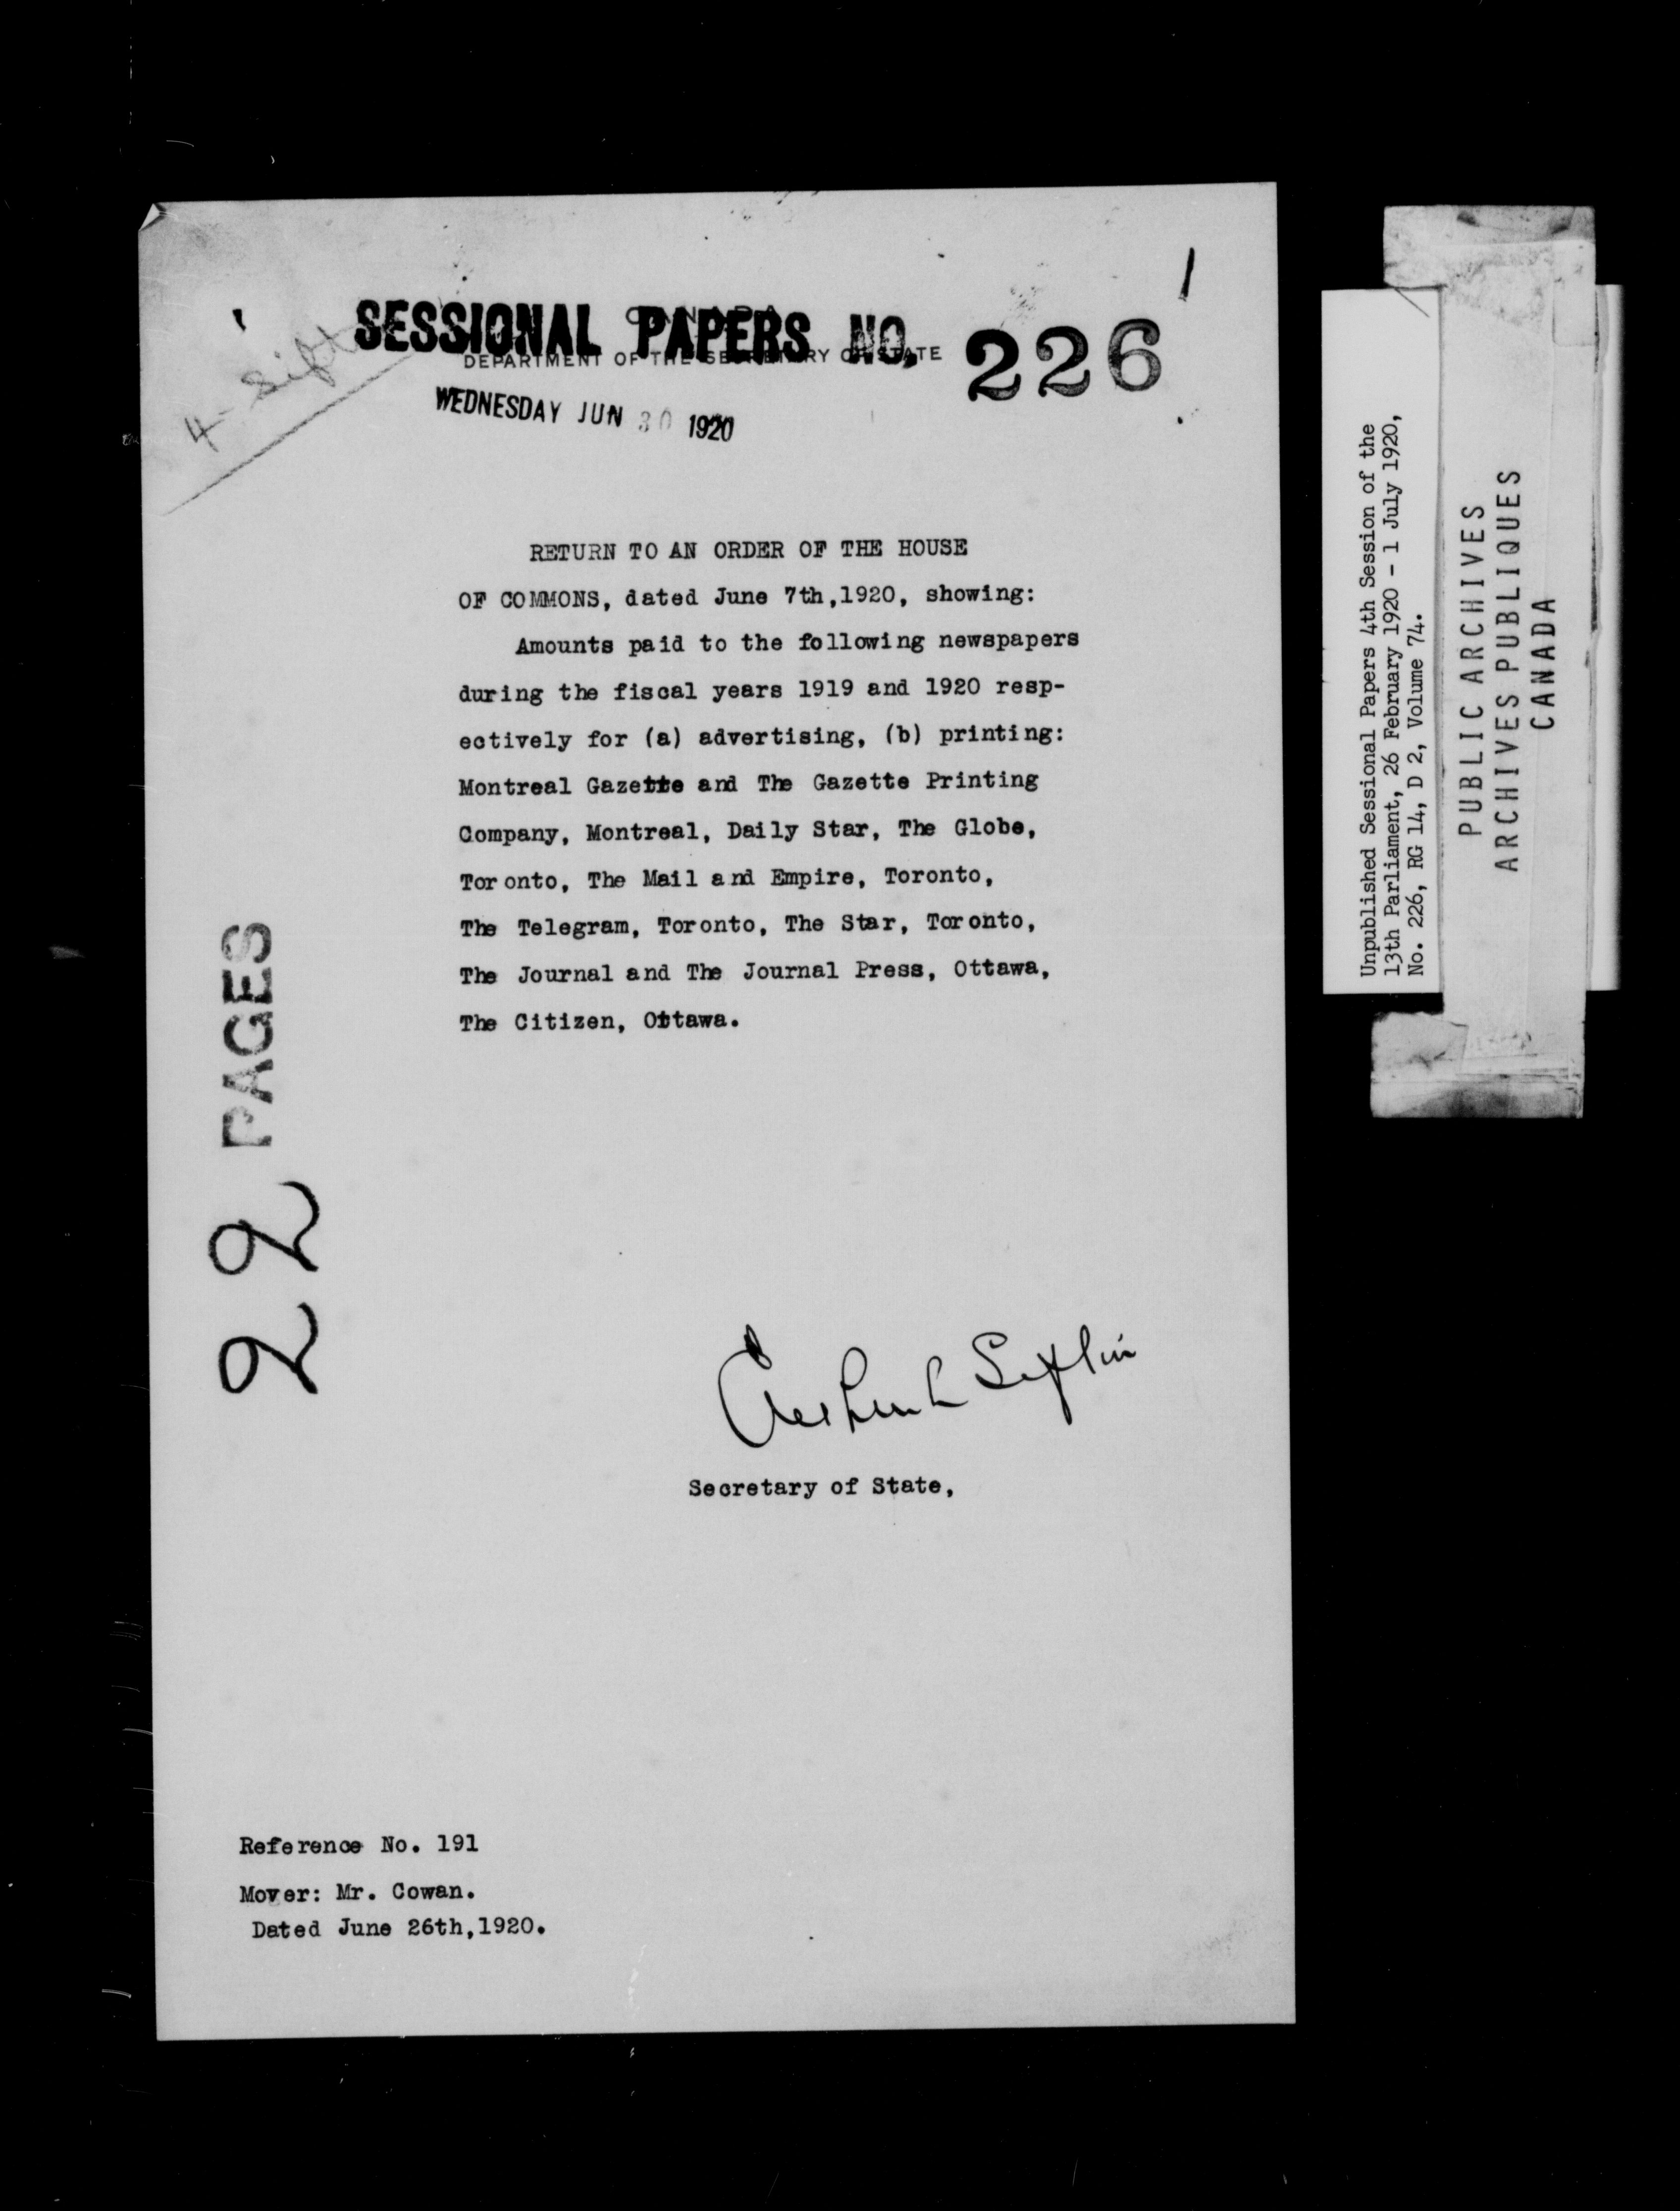 1
CANADA
SESSIONAL PAPERS NO. 226
DEPARTMENT OF THE SECRETARY OF STATE
WEDNESDAY JUN 30 1920
4-
RETURN TO AN ORDER OF THE HOUSE
OF COMMONS, dated June 7th,1920, showing:
Amounts paid to the following newspapers
during the fiscal years 1919 and 1920 resp-
ectively for (a) advertising, (b) printing:
Montreal Gazette and The Gazette Printing
Company, Montreal, Daily Star, The Globe,
Toronto, The Mail and Empire, Toronto,
The Telegram, Toronto, The Star, Toronto,
The Journal and The Journal Press, Ottawa,
The Citizen, Ottawa.
22 PAGES
Secretary of State,
Reference No. 191
Mover: Mr. Cowan.
Dated June 26th,1920.
Unpublished Sessional Papers 4th Session of the
13th Parliament, 26 February 1920 - 1 July 1920,
No. 226, RG 14, D 2, Volume 74.
PUBLIC ARCHIVES
ARCHIVES PUBLIQUES
CANADA